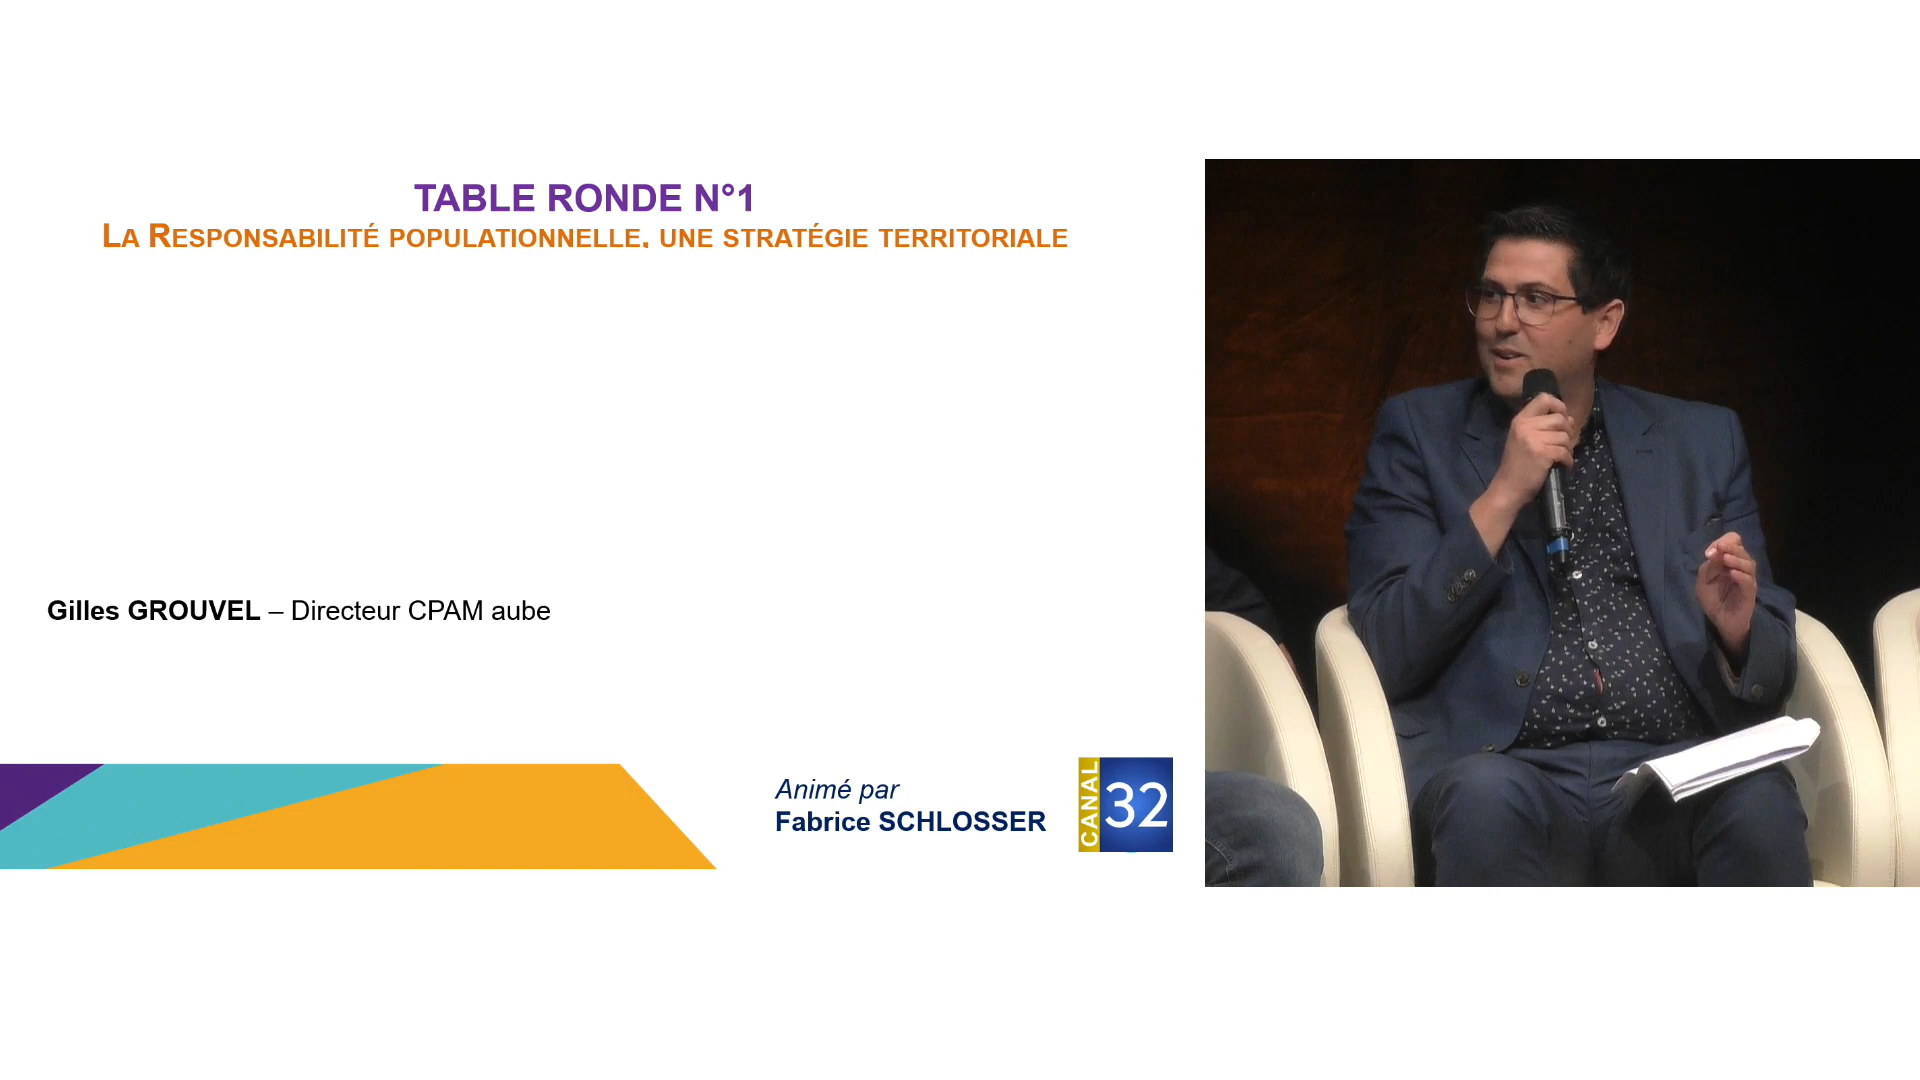 TABLE RONDE N°1
LA RESPONSABILITÉ POPULATIONNELLE, UNE STRATÉGIE TERRITORIALE
Gilles GROUVEL – Directeur CPAM aube
Animé par
Fabrice SCHLOSSER
CANAL
32